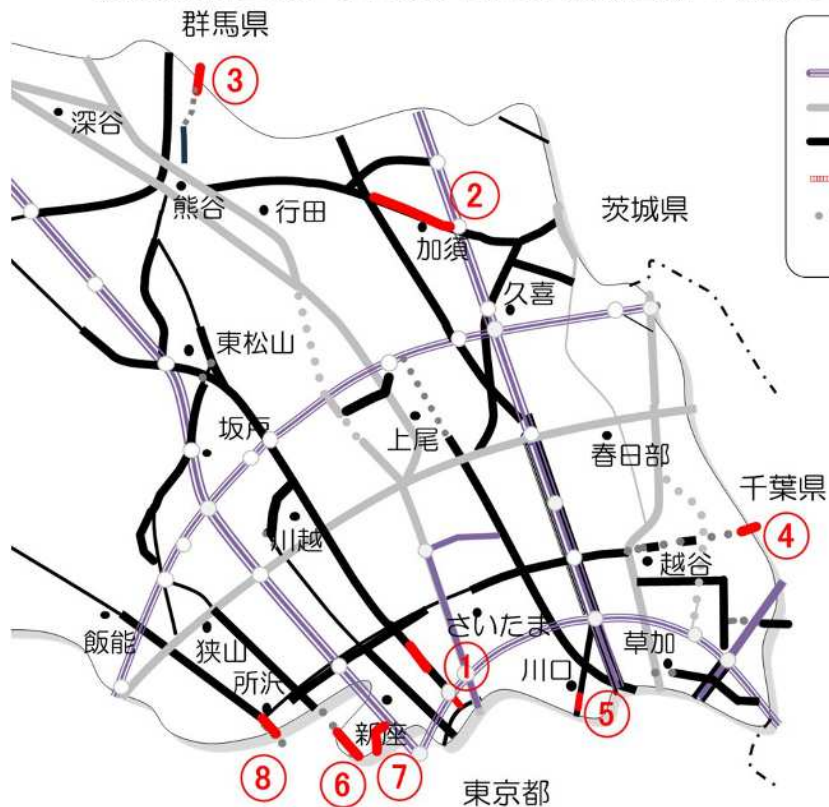 群馬県
③
深谷
②
熊谷
行田
茨城県
加須
久喜
東松山
坂戸
上尾
春日部
千葉県
④
川越
越谷
さいたま
飯能
狭山
①
川口
草加
所沢
新座
⑤
⑧
⑥
⑦
東京都